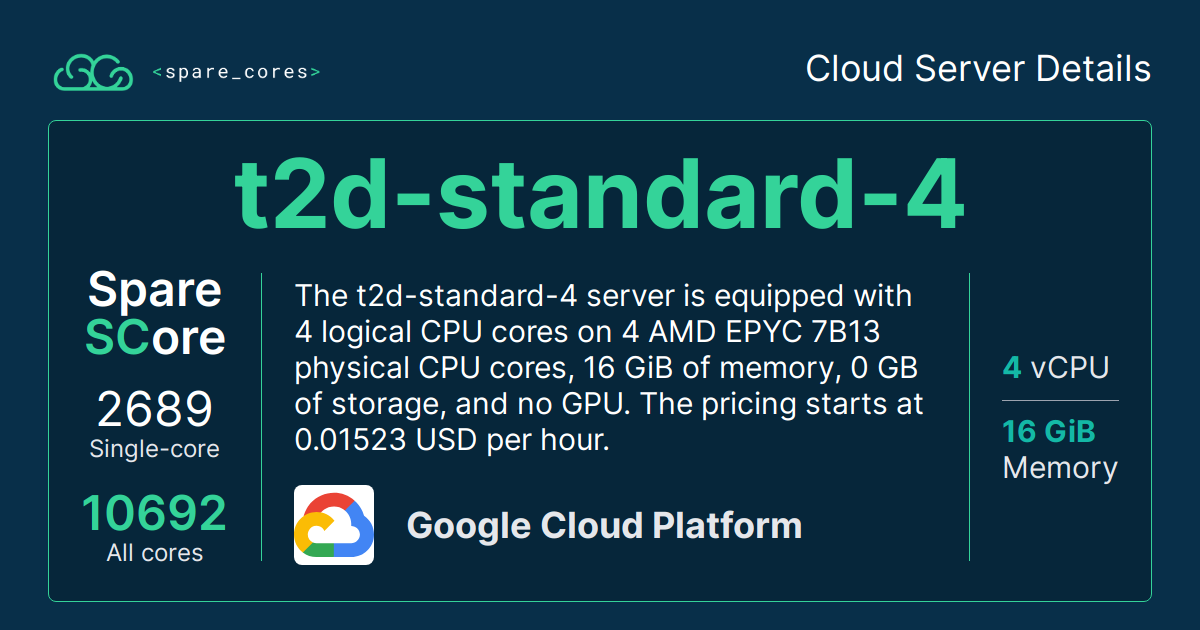 <spare_cores>
Cloud Server Details
t2d-standard-4
Spare
SCore
2689
Single-core
10692
All cores
The t2d-standard-4 server is equipped with
4 logical CPU cores on 4 AMD EPYC 7B13
physical CPU cores, 16 GiB of memory, 0 GB
of storage, and no GPU. The pricing starts at
0.01523 USD per hour.
Google Cloud Platform
4 vCPU
16 GiB
Memory